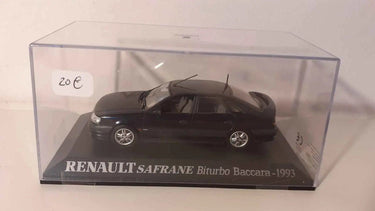 20€
RENAULT SAFRANE Biturbo Baccara - 1993